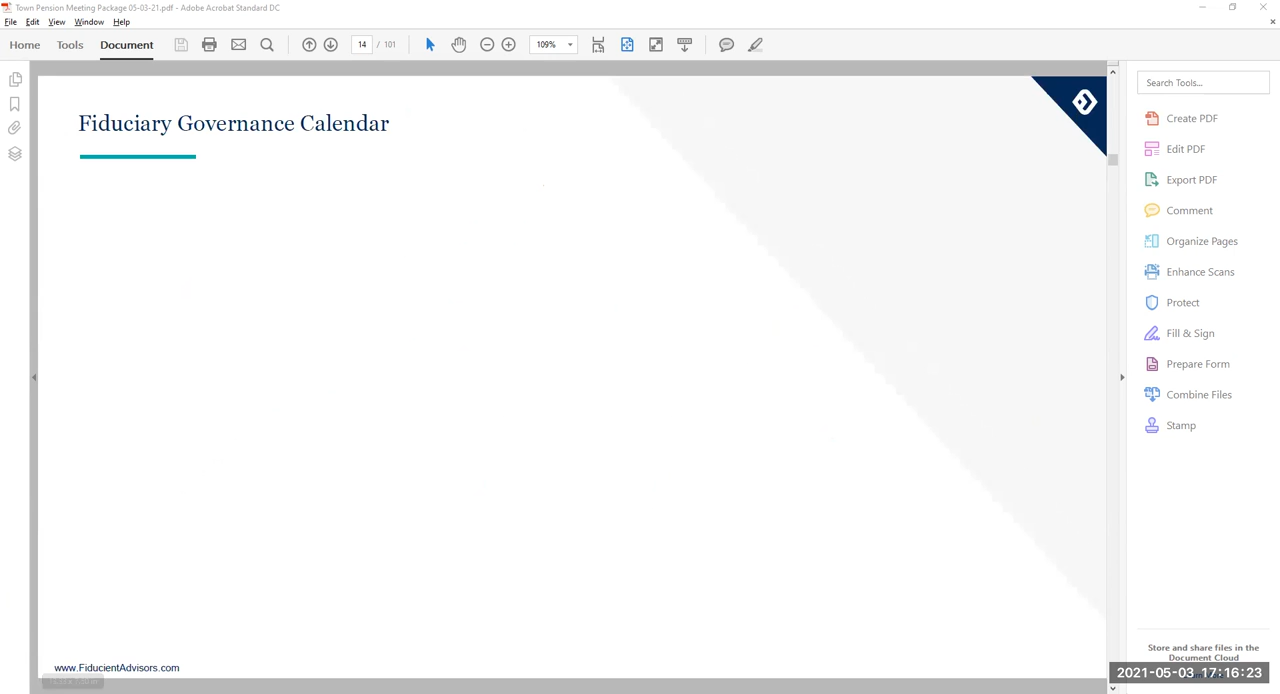 Town Pension Meeting Package 05-03-21.pdf - Adobe Acrobat Standard DC
File Edit View Window Help
Home Tools Document 14 / 101 109%
Search Tools...
Fiduciary Governance Calendar
Create PDF
Edit PDF
Export PDF
Comment
Organize Pages
Enhance Scans
Protect
Fill & Sign
Prepare Form
Combine Files
Stamp
Store and share files in the
Document Cloud
www.FiducientAdvisors.com
2021-05-03 17:16:23